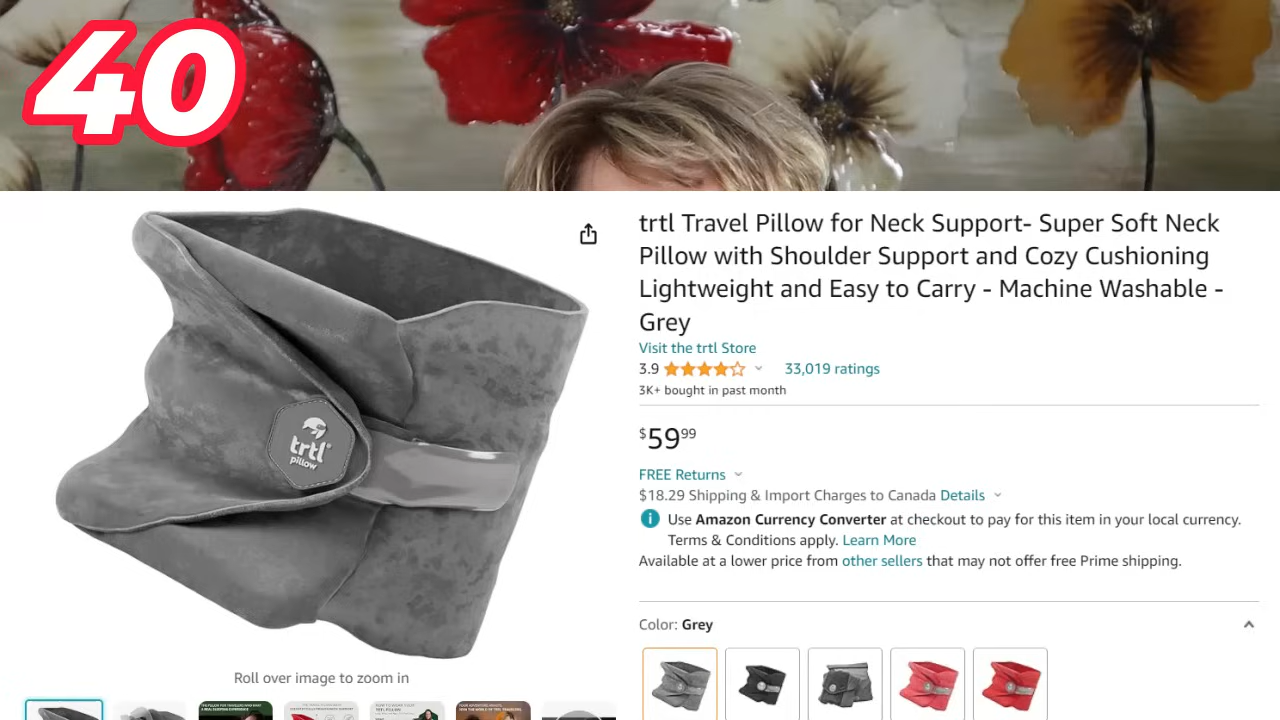 40
trtl Travel Pillow for Neck Support- Super Soft Neck
Pillow with Shoulder Support and Cozy Cushioning
Lightweight and Easy to Carry - Machine Washable -
Grey
Visit the trtl Store
3.9
33,019 ratings
3K+ bought in past month
$59 99
FREE Returns
$18.29 Shipping & Import Charges to Canada Details
Use Amazon Currency Converter at checkout to pay for this item in your local currency.
Terms & Conditions apply. Learn More
Available at a lower price from other sellers that may not offer free Prime shipping.
Color: Grey
trtl
pillow
Roll over image to zoom in